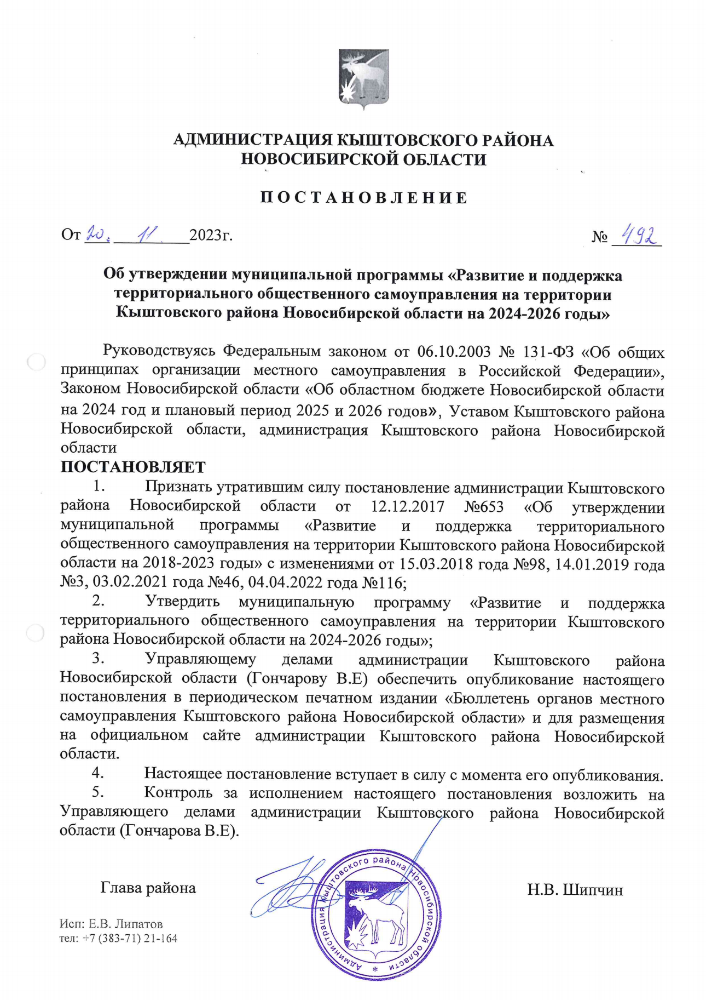 АДМИНИСТРАЦИЯ КЫШТОВСКОГО РАЙОНА
НОВОСИБИРСКОЙ ОБЛАСТИ
П О С Т А Н О В Л Е Н И Е
От 20. 11. 2023г. № 492
Об утверждении муниципальной программы «Развитие и поддержка
территориального общественного самоуправления на территории
Кыштовского района Новосибирской области на 2024-2026 годы»
Руководствуясь Федеральным законом от 06.10.2003 № 131-ФЗ «Об общих
принципах организации местного самоуправления в Российской Федерации»,
Законом Новосибирской области «Об областном бюджете Новосибирской области
на 2024 год и плановый период 2025 и 2026 годов», Уставом Кыштовского района
Новосибирской области, администрация Кыштовского района Новосибирской
области
ПОСТАНОВЛЯЕТ
1. Признать утратившим силу постановление администрации Кыштовского
района Новосибирской области от 12.12.2017 №653 «Об утверждении
муниципальной программы «Развитие и поддержка территориального
общественного самоуправления на территории Кыштовского района Новосибирской
области на 2018-2023 годы» с изменениями от 15.03.2018 года №98, 14.01.2019 года
№3, 03.02.2021 года №46, 04.04.2022 года №116;
2. Утвердить муниципальную программу «Развитие и поддержка
территориального общественного самоуправления на территории Кыштовского
района Новосибирской области на 2024-2026 годы»;
3. Управляющему делами администрации Кыштовского района
Новосибирской области (Гончарову В.Е) обеспечить опубликование настоящего
постановления в периодическом печатном издании «Бюллетень органов местного
самоуправления Кыштовского района Новосибирской области» и для размещения
на официальном сайте администрации Кыштовского района Новосибирской
области.
4. Настоящее постановление вступает в силу с момента его опубликования.
5. Контроль за исполнением настоящего постановления возложить на
Управляющего делами администрации Кыштовского района Новосибирской
области (Гончарова В.Е).
Глава района Н.В. Шипчин
Администрация Кыштовского района Новосибирской области *
Исп: Е.В. Липатов
тел: +7 (383-71) 21-164